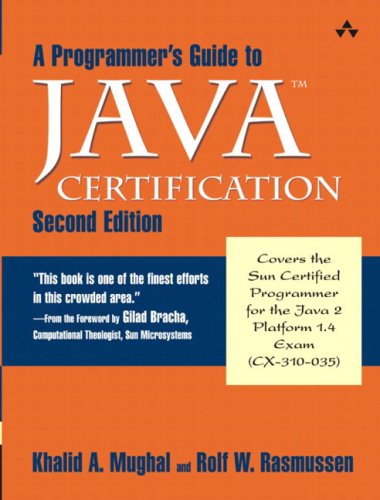 A Programmer's Guide to
JAVA™
CERTIFICATION
Second Edition
"This book is one of the finest efforts
in this crowded area."
—From the Foreword by Gilad Bracha,
Computational Theologist, Sun Microsystems
Covers the
Sun Certified
Programmer
for the Java 2
Platform 1.4
Exam
(CX-310-035)
Khalid A. Mughal and Rolf W. Rasmussen